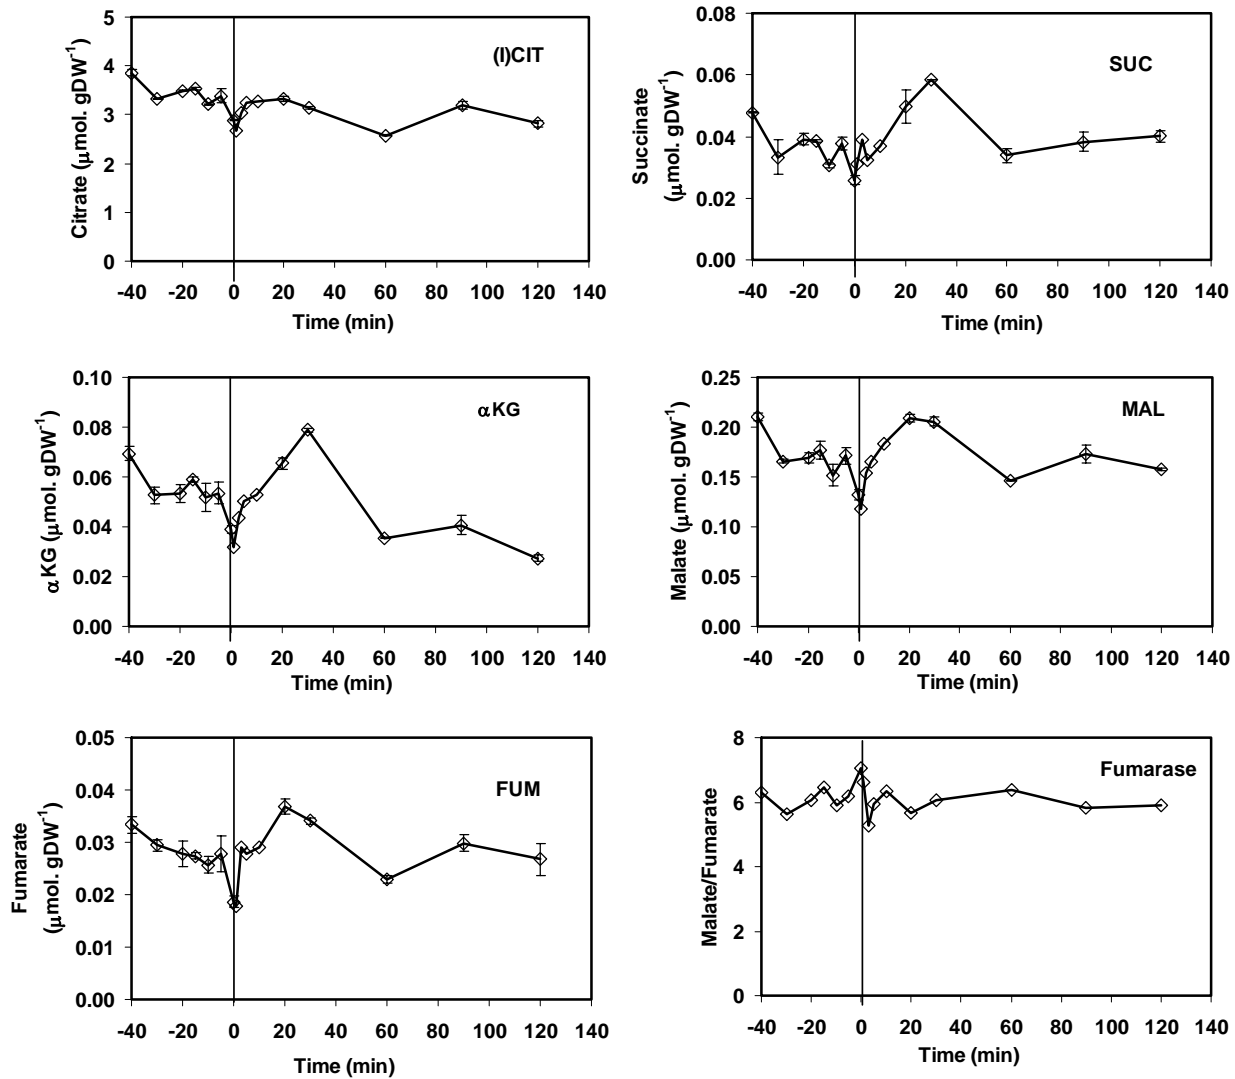 5
4
3
2
1
0
Citrate (μmol. gDW⁻¹)
(I)CIT
-40 -20 0 20 40 60 80 100 120 140
Time (min)
0.08
0.06
0.04
0.02
0.00
Succinate
(μmol. gDW⁻¹)
SUC
-40 -20 0 20 40 60 80 100 120 140
Time (min)
0.10
0.08
0.06
0.04
0.02
0.00
αKG (μmol. gDW⁻¹)
αKG
-40 -20 0 20 40 60 80 100 120 140
Time (min)
0.25
0.20
0.15
0.10
0.05
0.00
Malate (μmol. gDW⁻¹)
MAL
-40 -20 0 20 40 60 80 100 120 140
Time (min)
0.05
0.04
0.03
0.02
0.01
0.00
Fumarate
(μmol. gDW⁻¹)
FUM
-40 -20 0 20 40 60 80 100 120 140
Time (min)
8
6
4
2
0
Malate/Fumarate
Fumarase
-40 -20 0 20 40 60 80 100 120 140
Time (min)